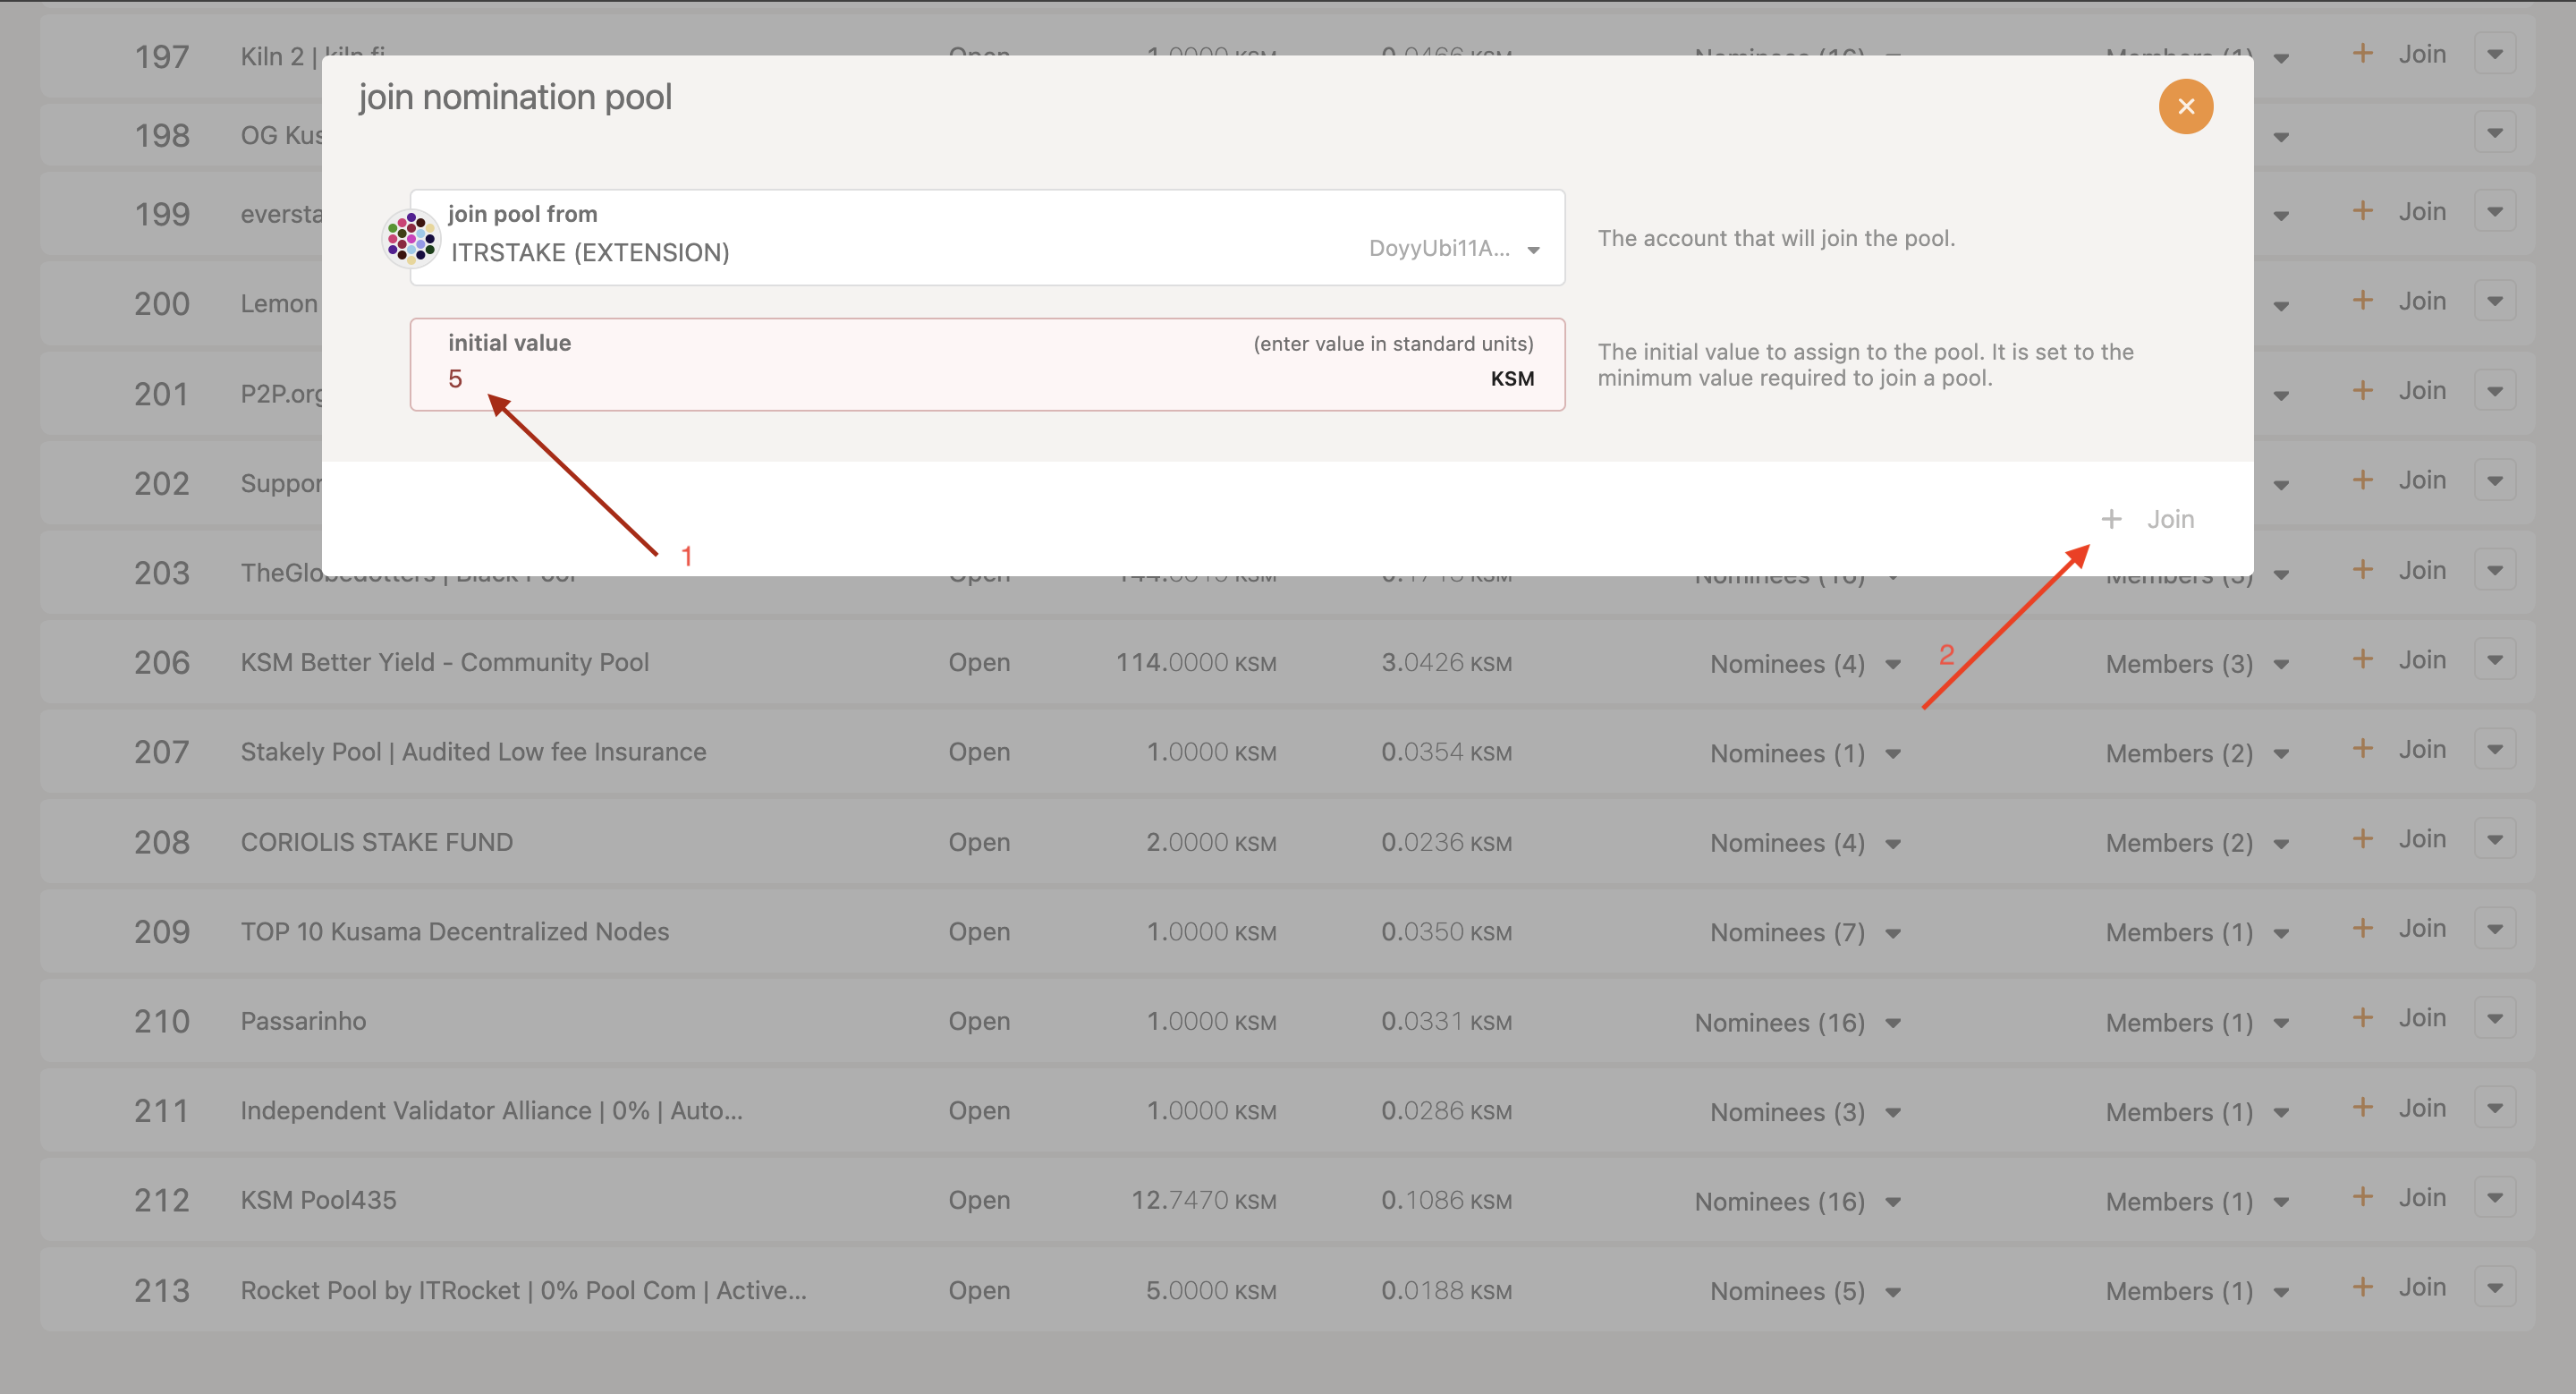 197 Kiln 2 | kiln.fi Open 1.0000 KSM 0.0466 KSM Nominees (16) Members (1) + Join
join nomination pool
198 OG Kus
join pool from
199 everst
ITRSTAKE (EXTENSION) DoyyUbi11A... The account that will join the pool.
+ Join
200 Lemon + Join
initial value (enter value in standard units)
5 KSM
The initial value to assign to the pool. It is set to the
minimum value required to join a pool.
201 P2P.org + Join
202 Suppor + Join
+ Join
1
203 TheGlobedotters | Black Pool Open KSM KSM Nominees (16) Members (3) + Join
2
206 KSM Better Yield - Community Pool Open 114.0000 KSM 3.0426 KSM Nominees (4) Members (3) + Join
207 Stakely Pool | Audited Low fee Insurance Open 1.0000 KSM 0.0354 KSM Nominees (1) Members (2) + Join
208 CORIOLIS STAKE FUND Open 2.0000 KSM 0.0236 KSM Nominees (4) Members (2) + Join
209 TOP 10 Kusama Decentralized Nodes Open 1.0000 KSM 0.0350 KSM Nominees (7) Members (1) + Join
210 Passarinho Open 1.0000 KSM 0.0331 KSM Nominees (16) Members (1) + Join
211 Independent Validator Alliance | 0% | Auto... Open 1.0000 KSM 0.0286 KSM Nominees (3) Members (1) + Join
212 KSM Pool435 Open 12.7470 KSM 0.1086 KSM Nominees (16) Members (1) + Join
213 Rocket Pool by ITRocket | 0% Pool Com | Active... Open 5.0000 KSM 0.0188 KSM Nominees (5) Members (1) + Join